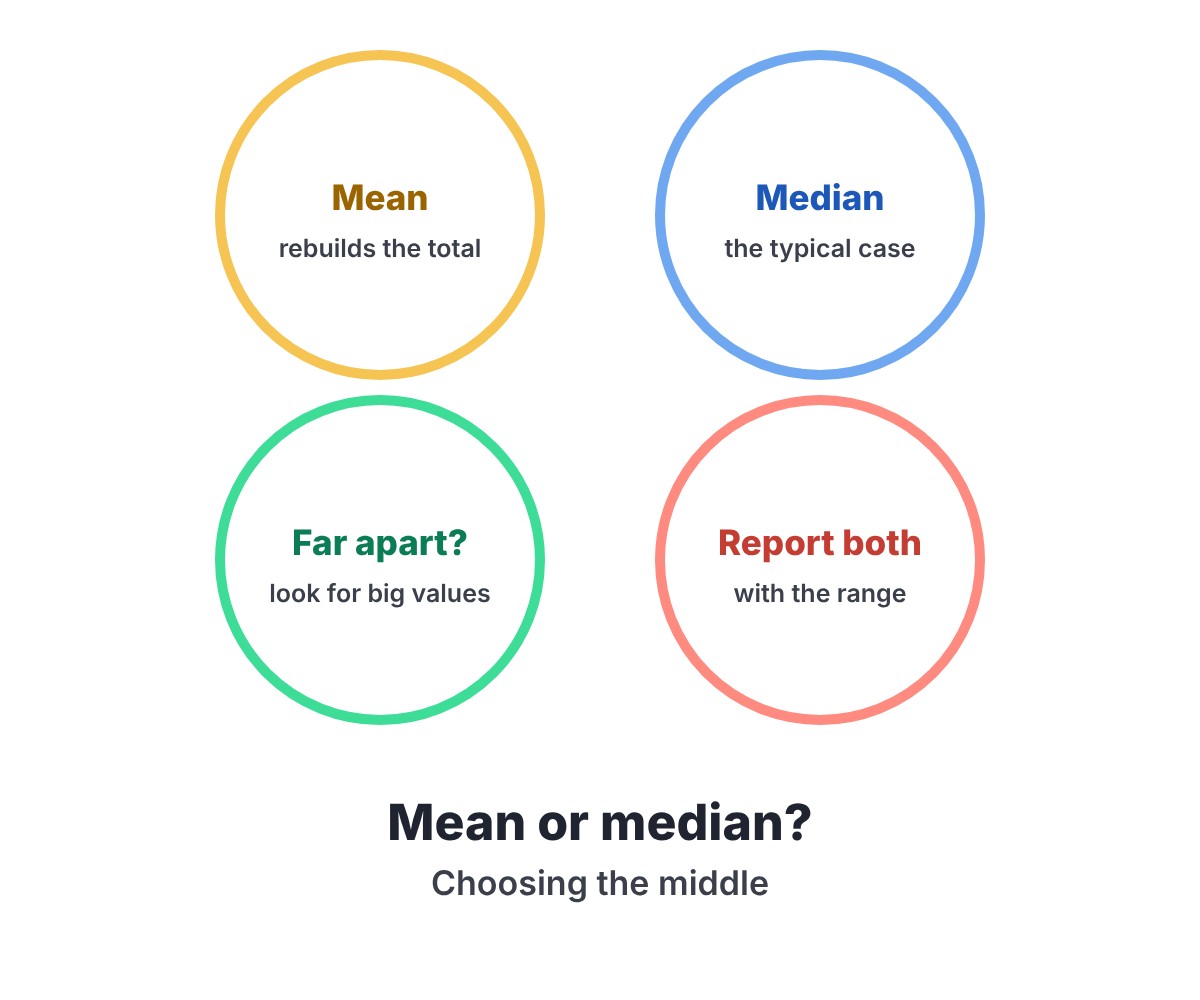 Mean
rebuilds the total
Median
the typical case
Far apart?
look for big values
Report both
with the range
Mean or median?
Choosing the middle